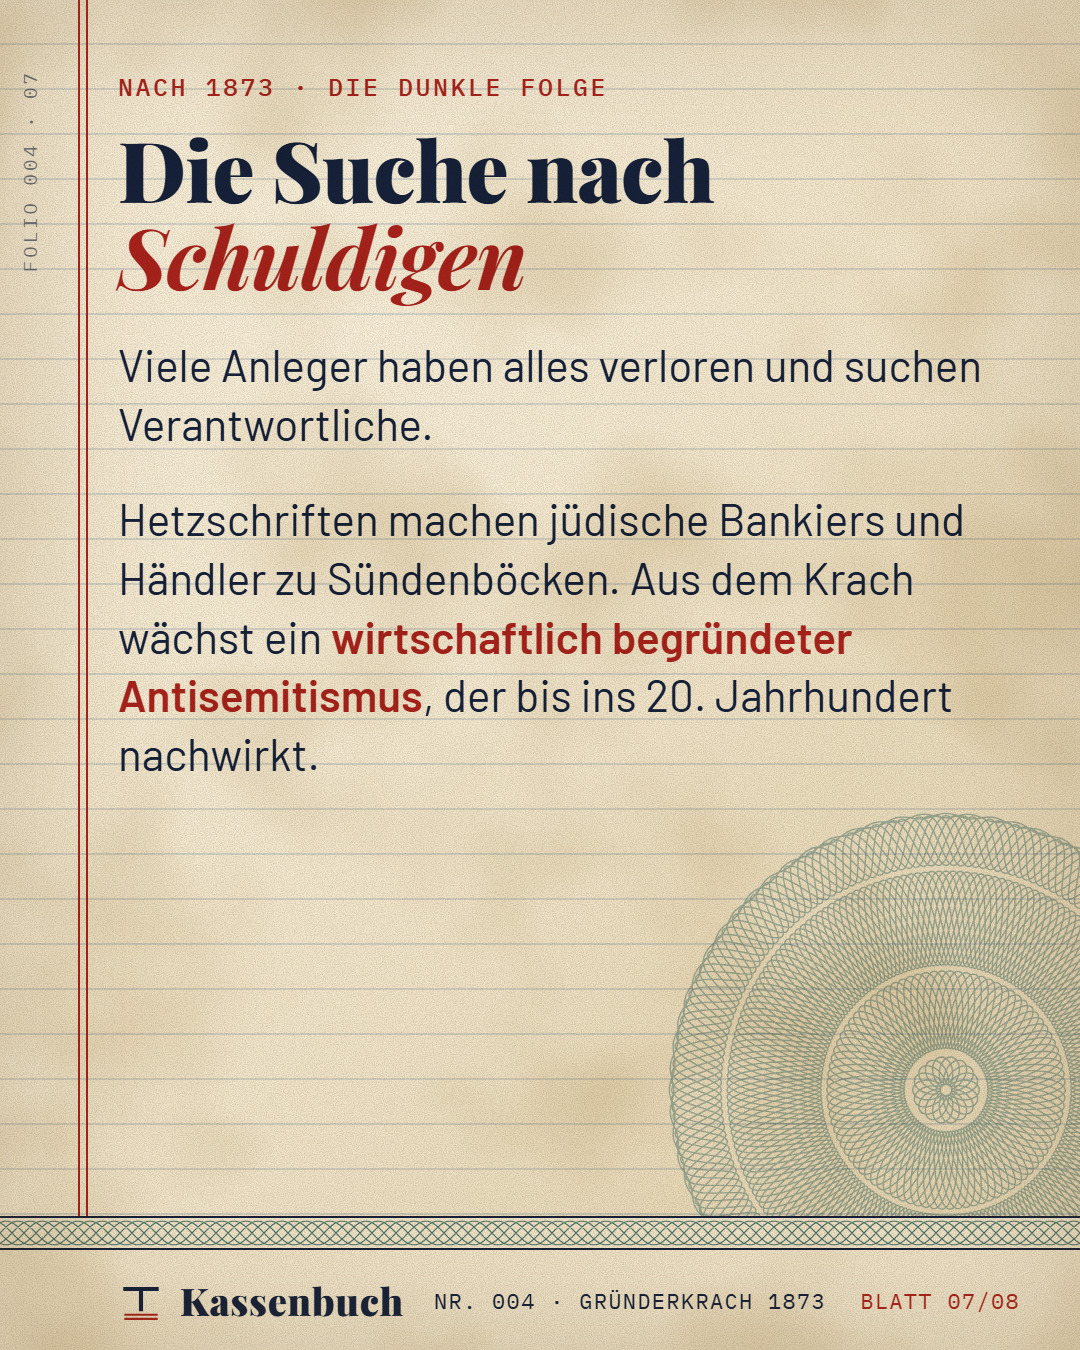 FOLIO 004 · 07
NACH 1873 · DIE DUNKLE FOLGE
Die Suche nach
Schuldigen
Viele Anleger haben alles verloren und suchen
Verantwortliche.
Hetzschriften machen jüdische Bankiers und
Händler zu Sündenböcken. Aus dem Krach
wächst ein wirtschaftlich begründeter
Antisemitismus, der bis ins 20. Jahrhundert
nachwirkt.
Kassenbuch NR. 004 · GRÜNDERKRACH 1873 BLATT 07/08